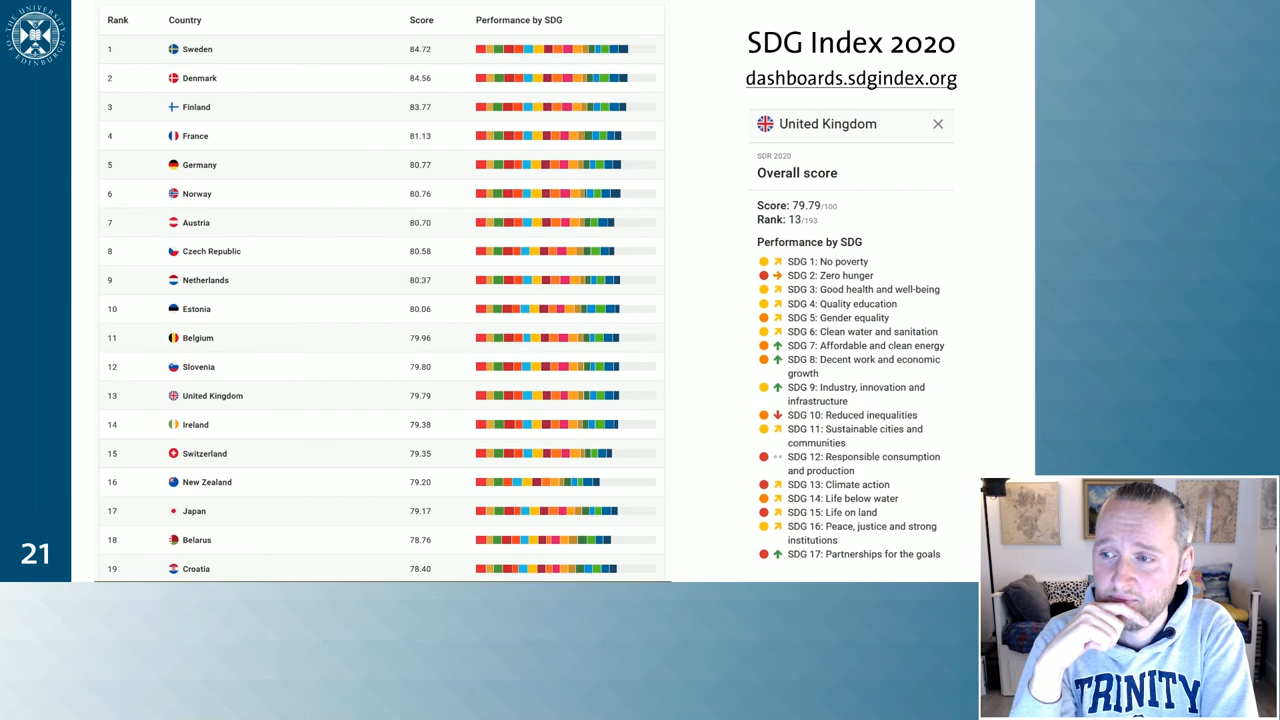 THE UNIVERSITY OF EDINBURGH
Rank Country Score Performance by SDG
1 Sweden 84.72
2 Denmark 84.56
3 Finland 83.77
4 France 81.13
5 Germany 80.77
6 Norway 80.76
7 Austria 80.70
8 Czech Republic 80.58
9 Netherlands 80.37
10 Estonia 80.06
11 Belgium 79.96
12 Slovenia 79.80
13 United Kingdom 79.79
14 Ireland 79.38
15 Switzerland 79.35
16 New Zealand 79.20
17 Japan 79.17
18 Belarus 78.76
19 Croatia 78.40
SDG Index 2020
dashboards.sdgindex.org
United Kingdom
SDR 2020
Overall score
Score: 79.79/100
Rank: 13/193
Performance by SDG
SDG 1: No poverty
SDG 2: Zero hunger
SDG 3: Good health and well-being
SDG 4: Quality education
SDG 5: Gender equality
SDG 6: Clean water and sanitation
SDG 7: Affordable and clean energy
SDG 8: Decent work and economic
growth
SDG 9: Industry, innovation and
infrastructure
SDG 10: Reduced inequalities
SDG 11: Sustainable cities and
communities
SDG 12: Responsible consumption
and production
SDG 13: Climate action
SDG 14: Life below water
SDG 15: Life on land
SDG 16: Peace, justice and strong
institutions
SDG 17: Partnerships for the goals
21
TRINITY